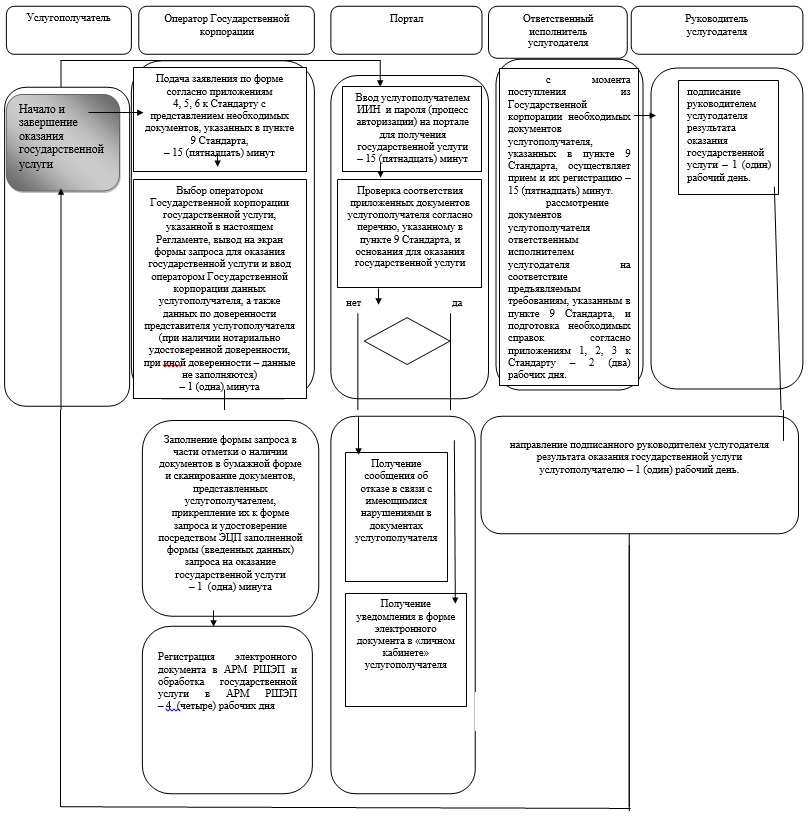 Услугополучатель
Оператор Государственной
корпорации
Портал
Ответственный
исполнитель
услугодателя
Руководитель
услугодателя
Начало и
завершение
оказания
государственной
услуги
Подача заявления по форме
согласно приложениям
4, 5, 6 к Стандарту с
представлением необходимых
документов, указанных в пункте
9 Стандарта,
– 15 (пятнадцать) минут
Выбор оператором
Государственной корпорации
государственной услуги,
указанной в настоящем
Регламенте, вывод на экран
формы запроса для оказания
государственной услуги и ввод
оператором Государственной
корпорации данных
услугополучателя, а также
данных по доверенности
представителя услугополучателя
(при наличии нотариально
удостоверенной доверенности,
при иной доверенности – данные
не заполняются)
– 1 (одна) минута
Заполнение формы запроса в
части отметки о наличии
документов в бумажной форме
и сканирование документов,
представленных
услугополучателем,
прикрепление их к форме
запроса и удостоверение
посредством ЭЦП заполненной
формы (введенных данных)
запроса на оказание
государственной услуги
– 1 (одна) минута
Регистрация электронного
документа в АРМ РШЭП и
обработка государственной
услуги в АРМ РШЭП
– 4 (четыре) рабочих дня
Ввод услугополучателем
ИИН и пароля (процесс
авторизации) на портале
для получения
государственной услуги
– 15 (пятнадцать) минут
Проверка соответствия
приложенных документов
услугополучателя согласно
перечню, указанному в
пункте 9 Стандарта, и
основания для оказания
государственной услуги
нет да
Получение
сообщения об
отказе в связи с
имеющимися
нарушениями в
документах
услугополучателя
Получение
уведомления в форме
электронного
документа в «личном
кабинете»
услугополучателя
с момента
поступления из
Государственной
корпорации необходимых
документов
услугополучателя,
указанных в пункте 9
Стандарта, осуществляет
прием и их регистрацию –
15 (пятнадцать) минут.
рассмотрение
документов
услугополучателя
ответственным
исполнителем
услугодателя на
соответствие
предъявляемым
требованиям, указанным в
пункте 9 Стандарта, и
подготовка необходимых
справок согласно
приложениям 1, 2, 3 к
Стандарту – 2 (два)
рабочих дня.
подписание
руководителем
услугодателя
результата
оказания
государственной
услуги – 1 (один)
рабочий день.
направление подписанного руководителем услугодателя
результата оказания государственной услуги
услугополучателю – 1 (один) рабочий день.